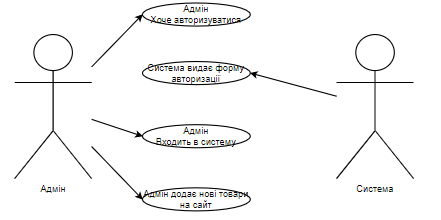 Адмін
Хоче авторизуватися
Система видає форму
авторизації
Адмін
Входить в систему
Адмін додає нові товари
на сайт
Адмін
Система